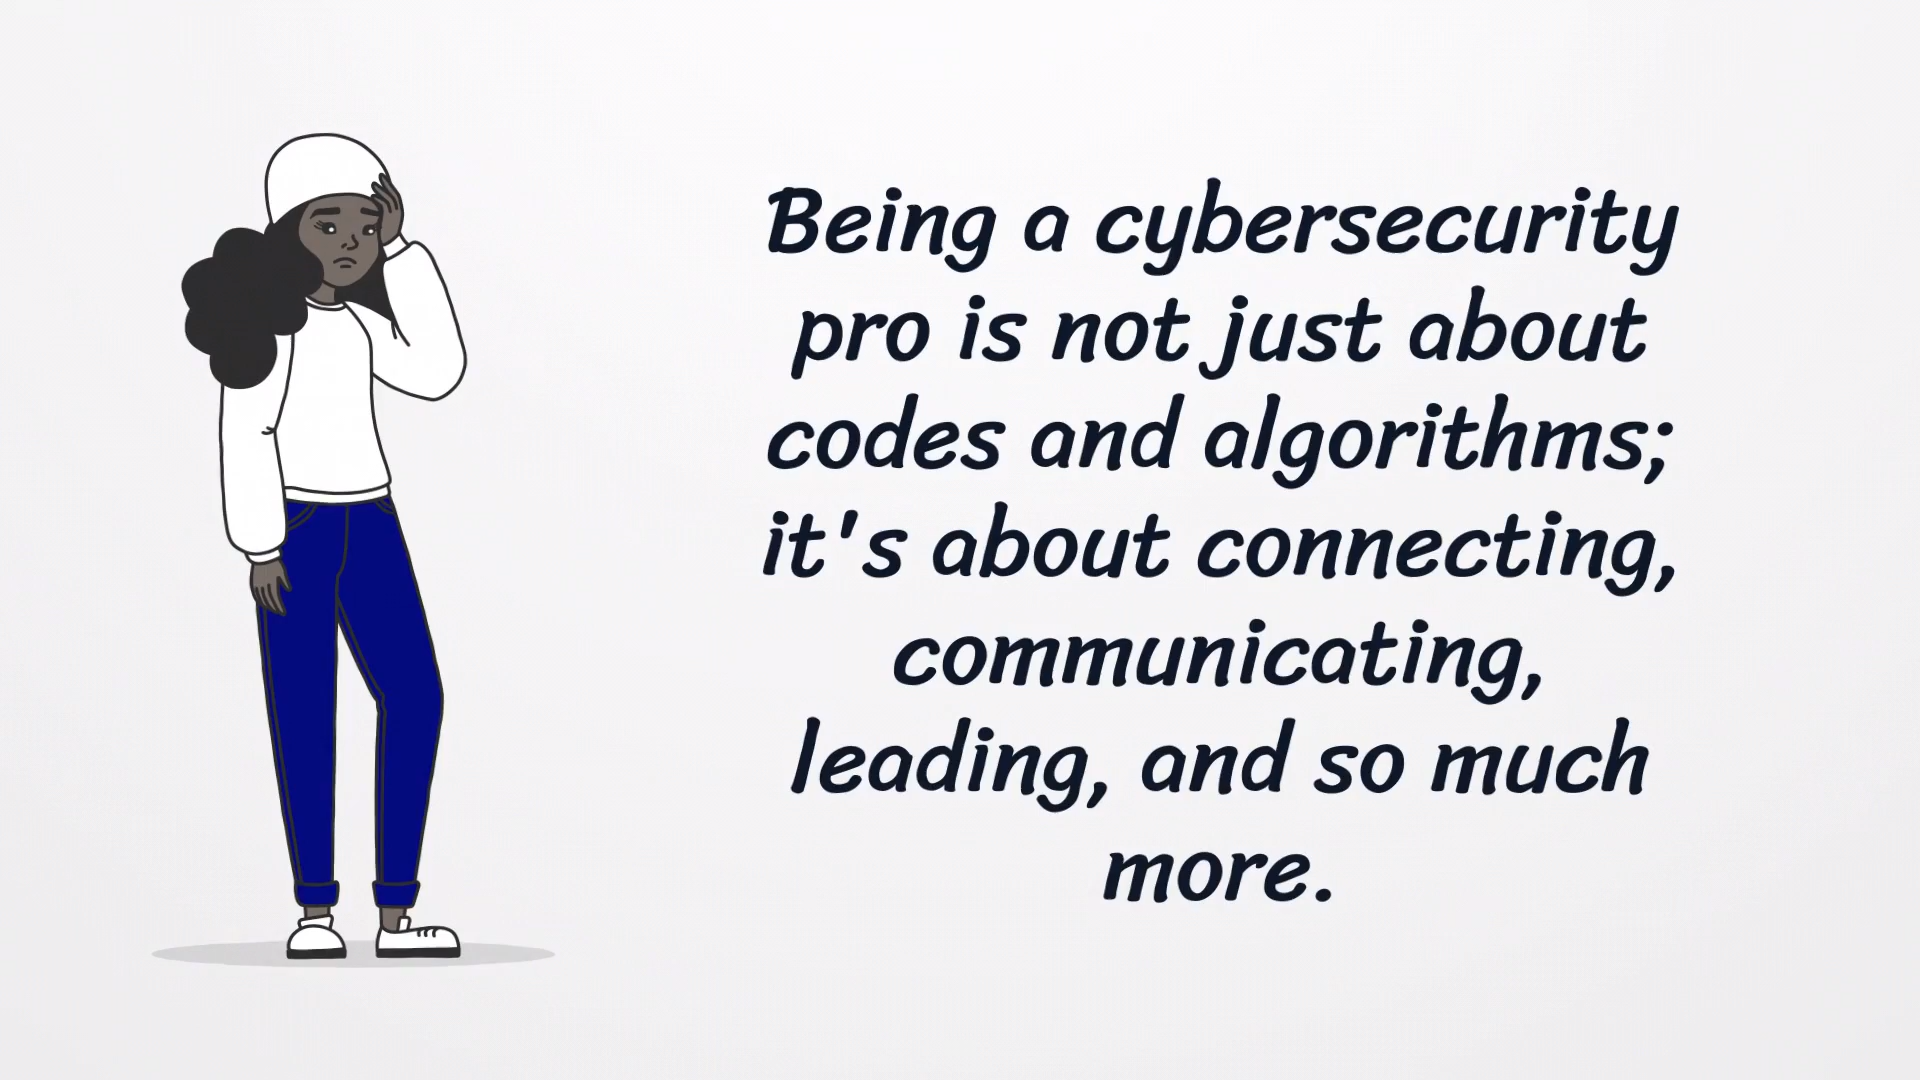 Being a cybersecurity
pro is not just about
codes and algorithms;
it's about connecting,
communicating,
leading, and so much
more.